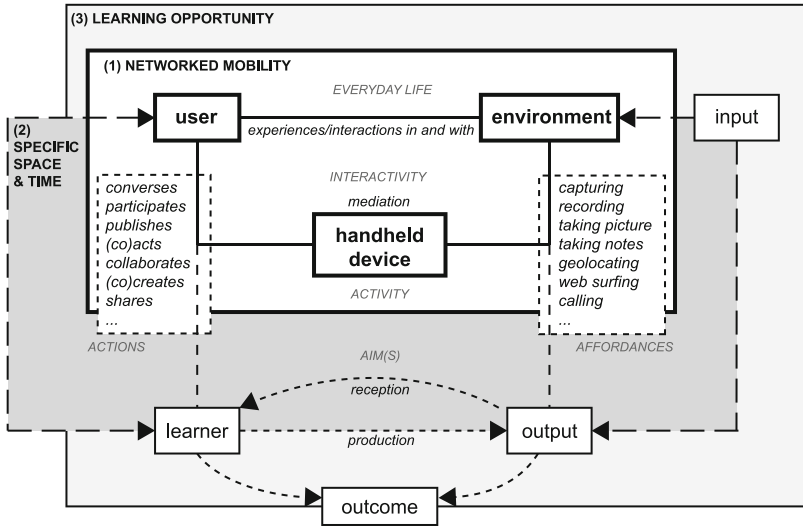 (3) LEARNING OPPORTUNITY
(1) NETWORKED MOBILITY
EVERYDAY LIFE
user
environment
input
experiences/interactions in and with
(2)
SPECIFIC
SPACE
& TIME
INTERACTIVITY
mediation
converses
participates
publishes
(co)acts
collaborates
(co)creates
shares
...
handheld
device
capturing
recording
taking picture
taking notes
geolocating
web surfing
calling
...
ACTIVITY
ACTIONS
AFFORDANCES
AIM(S)
reception
learner
production
output
outcome